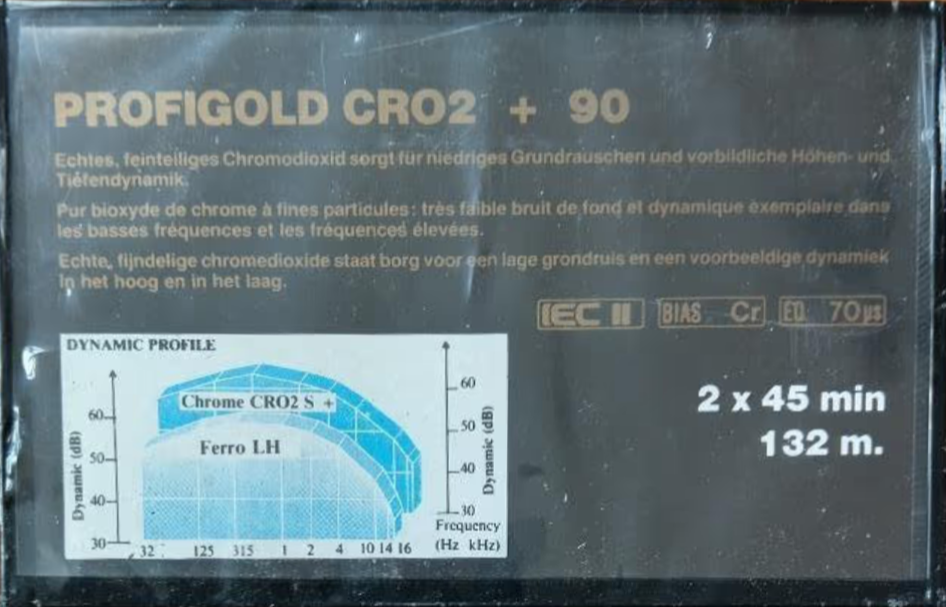 PROFIGOLD CRO2 + 90
Echtes, feinteiliges Chromodioxid sorgt für niedriges Grundrauschen und vorbildliche Höhen- und
Tiefendynamik.
Pur bioxyde de chrome à fines particules: très faible bruit de fond et dynamique exemplaire dans
les basses fréquences et les fréquences élevées.
Echte, fijndelige chromedioxide staat borg voor een lage grondruis en een voorbeeldige dynamiek
in het hoog en in het laag.
IEC II BIAS Cr EQ 70 µs
DYNAMIC PROFILE
Chrome CRO2 S +
Ferro LH
Dynamic (dB)
60
50
40
30
32 125 315 1 2 4 10 14 16
60
50
40
30
Dynamic (dB)
Frequency
(Hz kHz)
2 x 45 min
132 m.